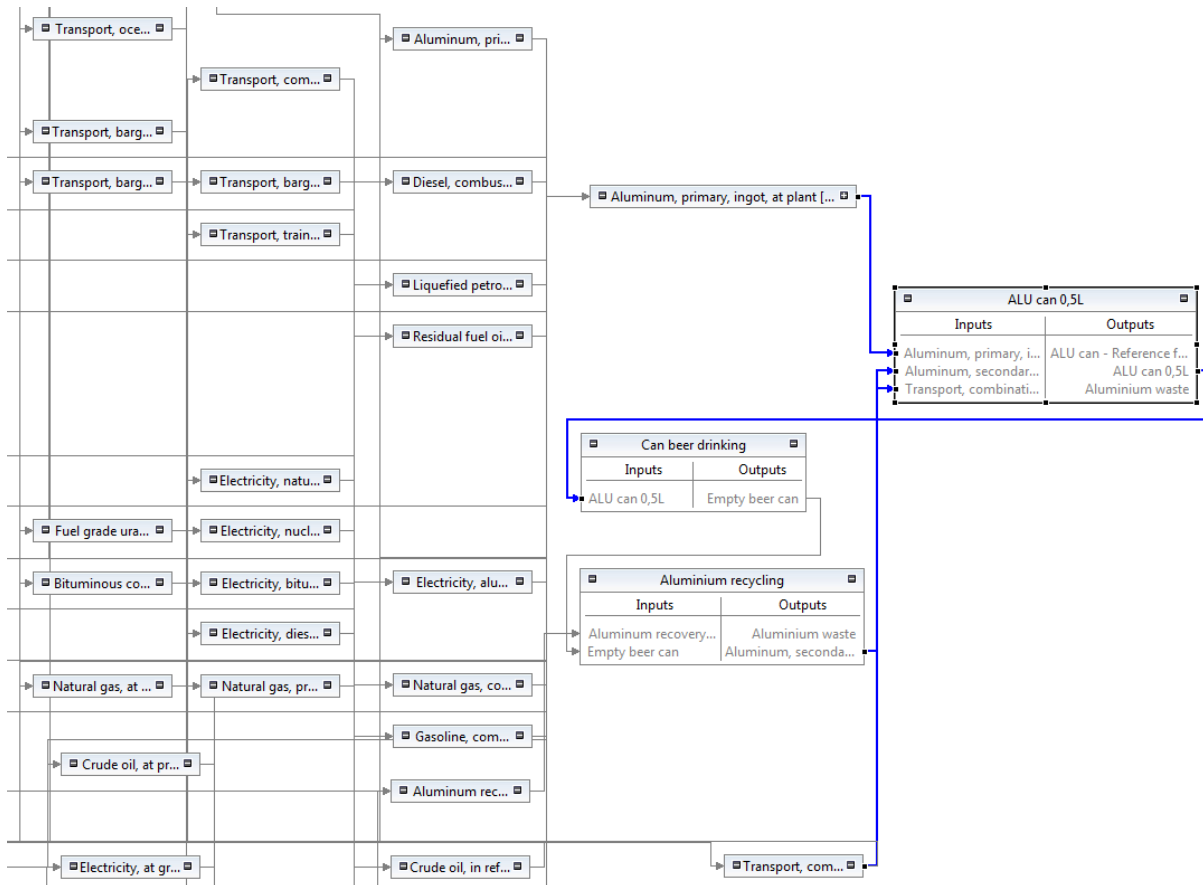 Transport, oce...
Aluminum, pri...
Transport, com...
Transport, barg...
Transport, barg...
Transport, barg...
Diesel, combus...
Aluminum, primary, ingot, at plant [...
Transport, train...
Liquefied petro...
ALU can 0,5L
Inputs
Outputs
Aluminum, primary, i...
ALU can - Reference f...
Aluminum, secondar...
ALU can 0,5L
Transport, combinati...
Aluminium waste
Residual fuel oi...
Can beer drinking
Inputs
Outputs
ALU can 0,5L
Empty beer can
Electricity, natu...
Fuel grade ura...
Electricity, nucl...
Bituminous co...
Electricity, bitu...
Electricity, alu...
Aluminium recycling
Inputs
Outputs
Aluminum recovery...
Aluminium waste
Empty beer can
Aluminum, seconda...
Electricity, dies...
Natural gas, at ...
Natural gas, pr...
Natural gas, co...
Gasoline, com...
Crude oil, at pr...
Aluminum rec...
Electricity, at gr...
Crude oil, in ref...
Transport, com...